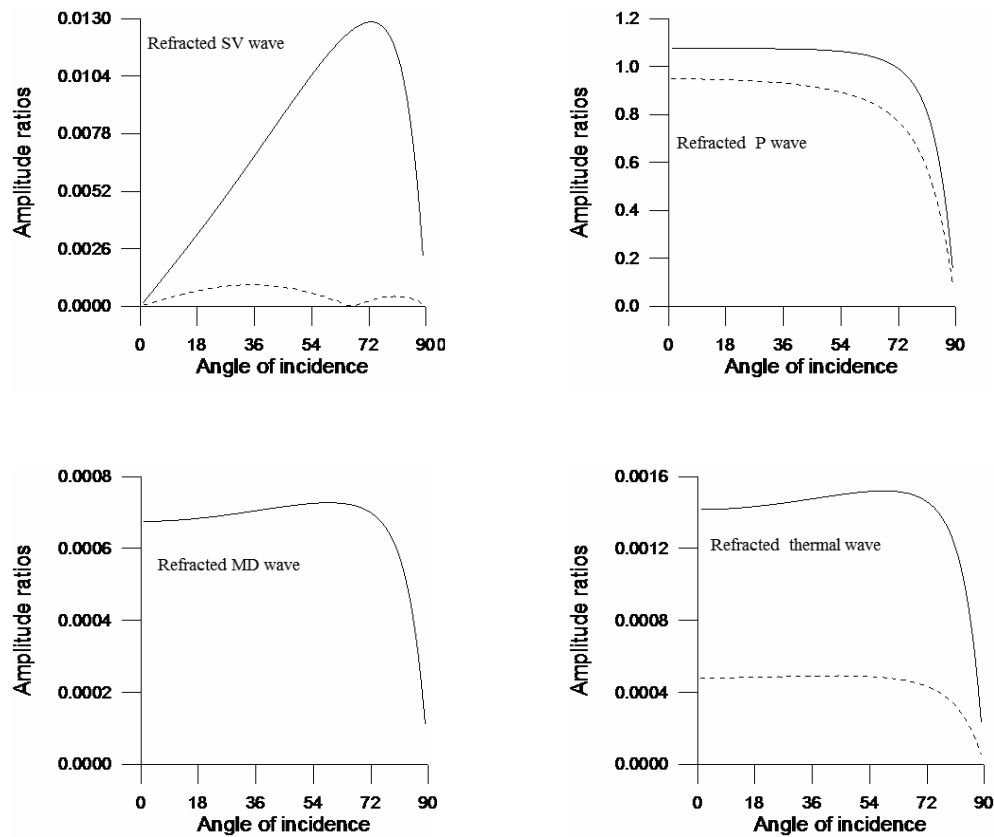 0.0130
0.0104
0.0078
0.0052
0.0026
0.0000
Amplitude ratios
Refracted SV wave
0 18 36 54 72 900
Angle of incidence
1.2
1.0
0.8
0.6
0.4
0.2
0.0
Amplitude ratios
Refracted P wave
0 18 36 54 72 90
Angle of incidence
0.0008
0.0006
0.0004
0.0002
0.0000
Amplitude ratios
Refracted MD wave
0 18 36 54 72 90
Angle of incidence
0.0016
0.0012
0.0008
0.0004
0.0000
Amplitude ratios
Refracted thermal wave
0 18 36 54 72 90
Angle of incidence